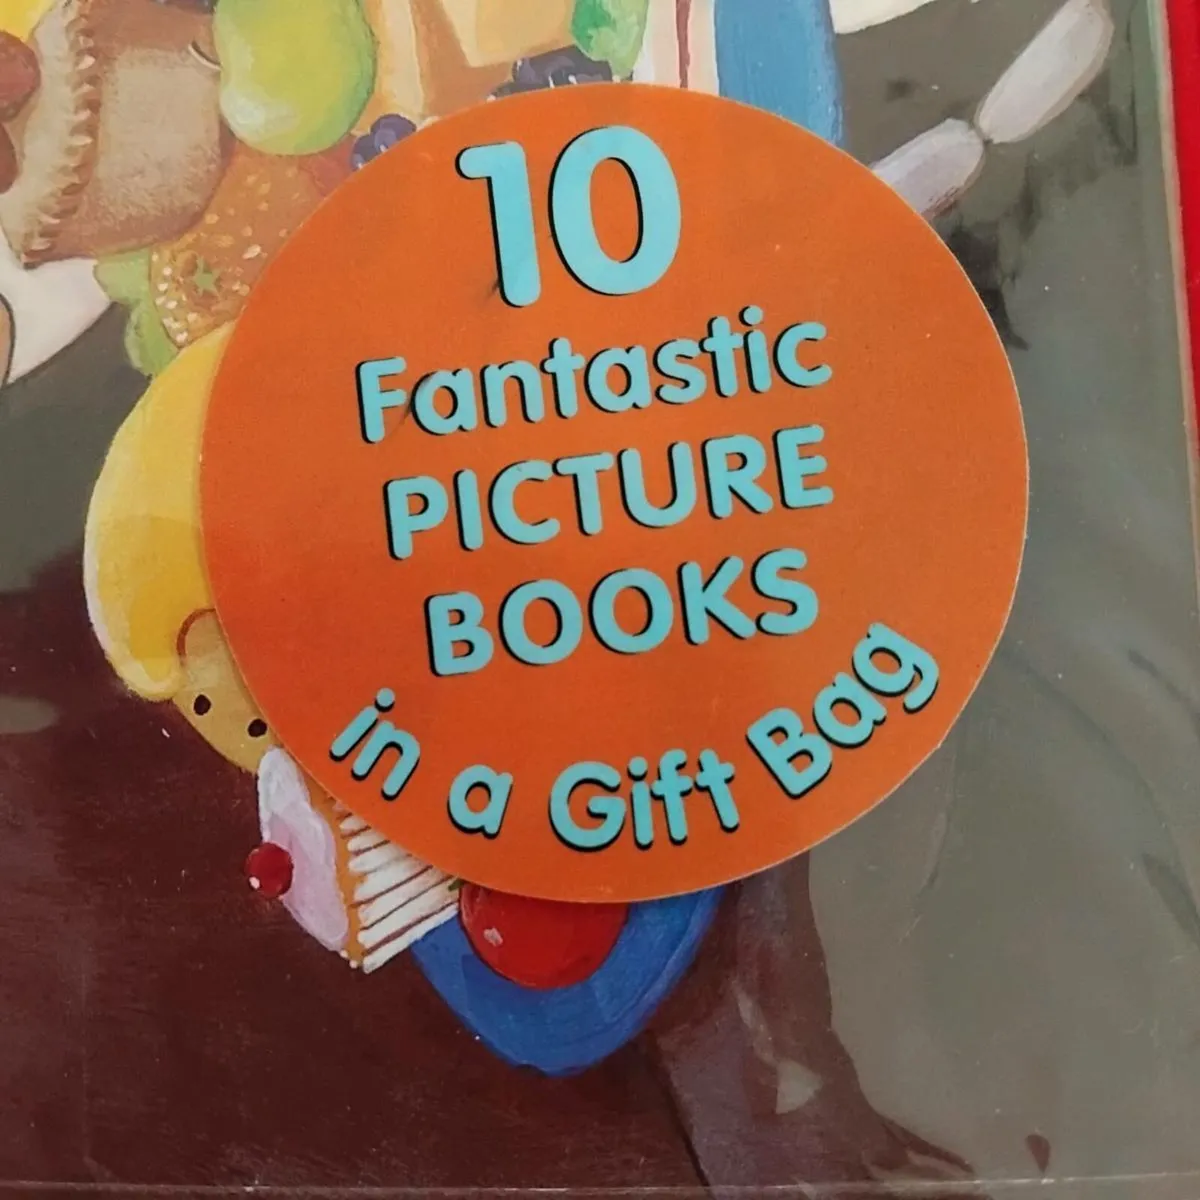 10
Fantastic
PICTURE
BOOKS
in a Gift Bag